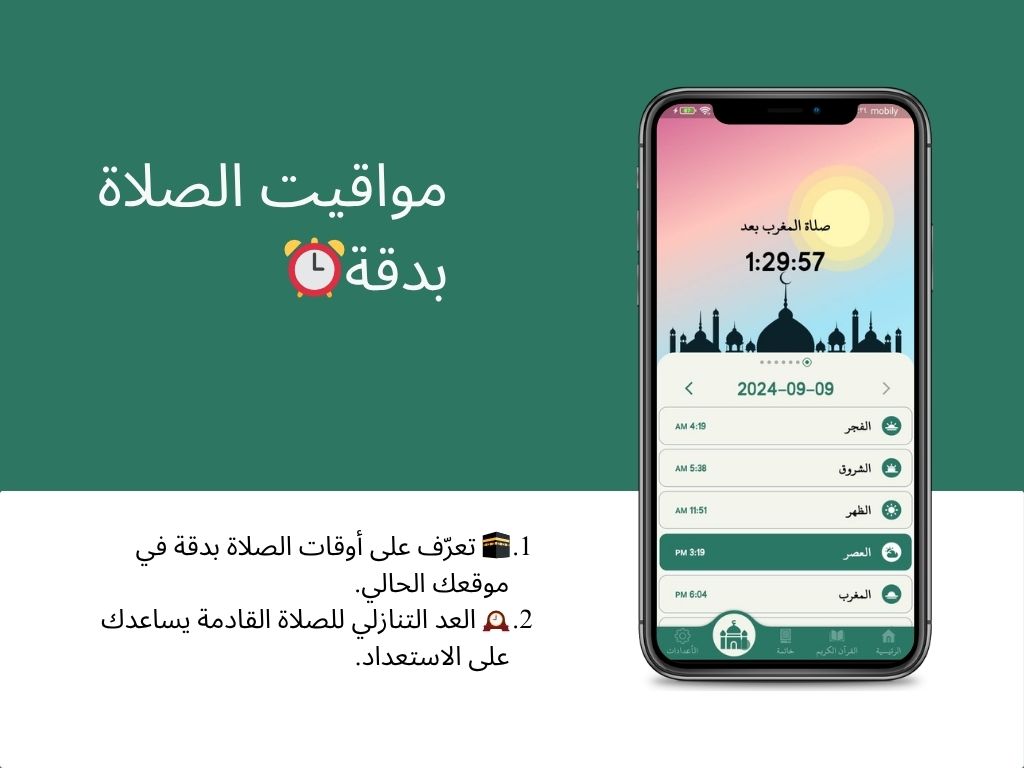 مواقيت الصلاة
بدقة⏰
1. 🕋 تعرّف على أوقات الصلاة بدقة في
موقعك الحالي.
2. 🕰 العد التنازلي للصلاة القادمة يساعدك
على الاستعداد.
mobily
صلاة المغرب بعد
1:29:57
2024-09-09
الفجر AM 4:19
الشروق AM 5:38
الظهر AM 11:51
العصر PM 3:19
المغرب PM 6:04
الرئيسية القرآن الكريم خاتمة الأعدادات